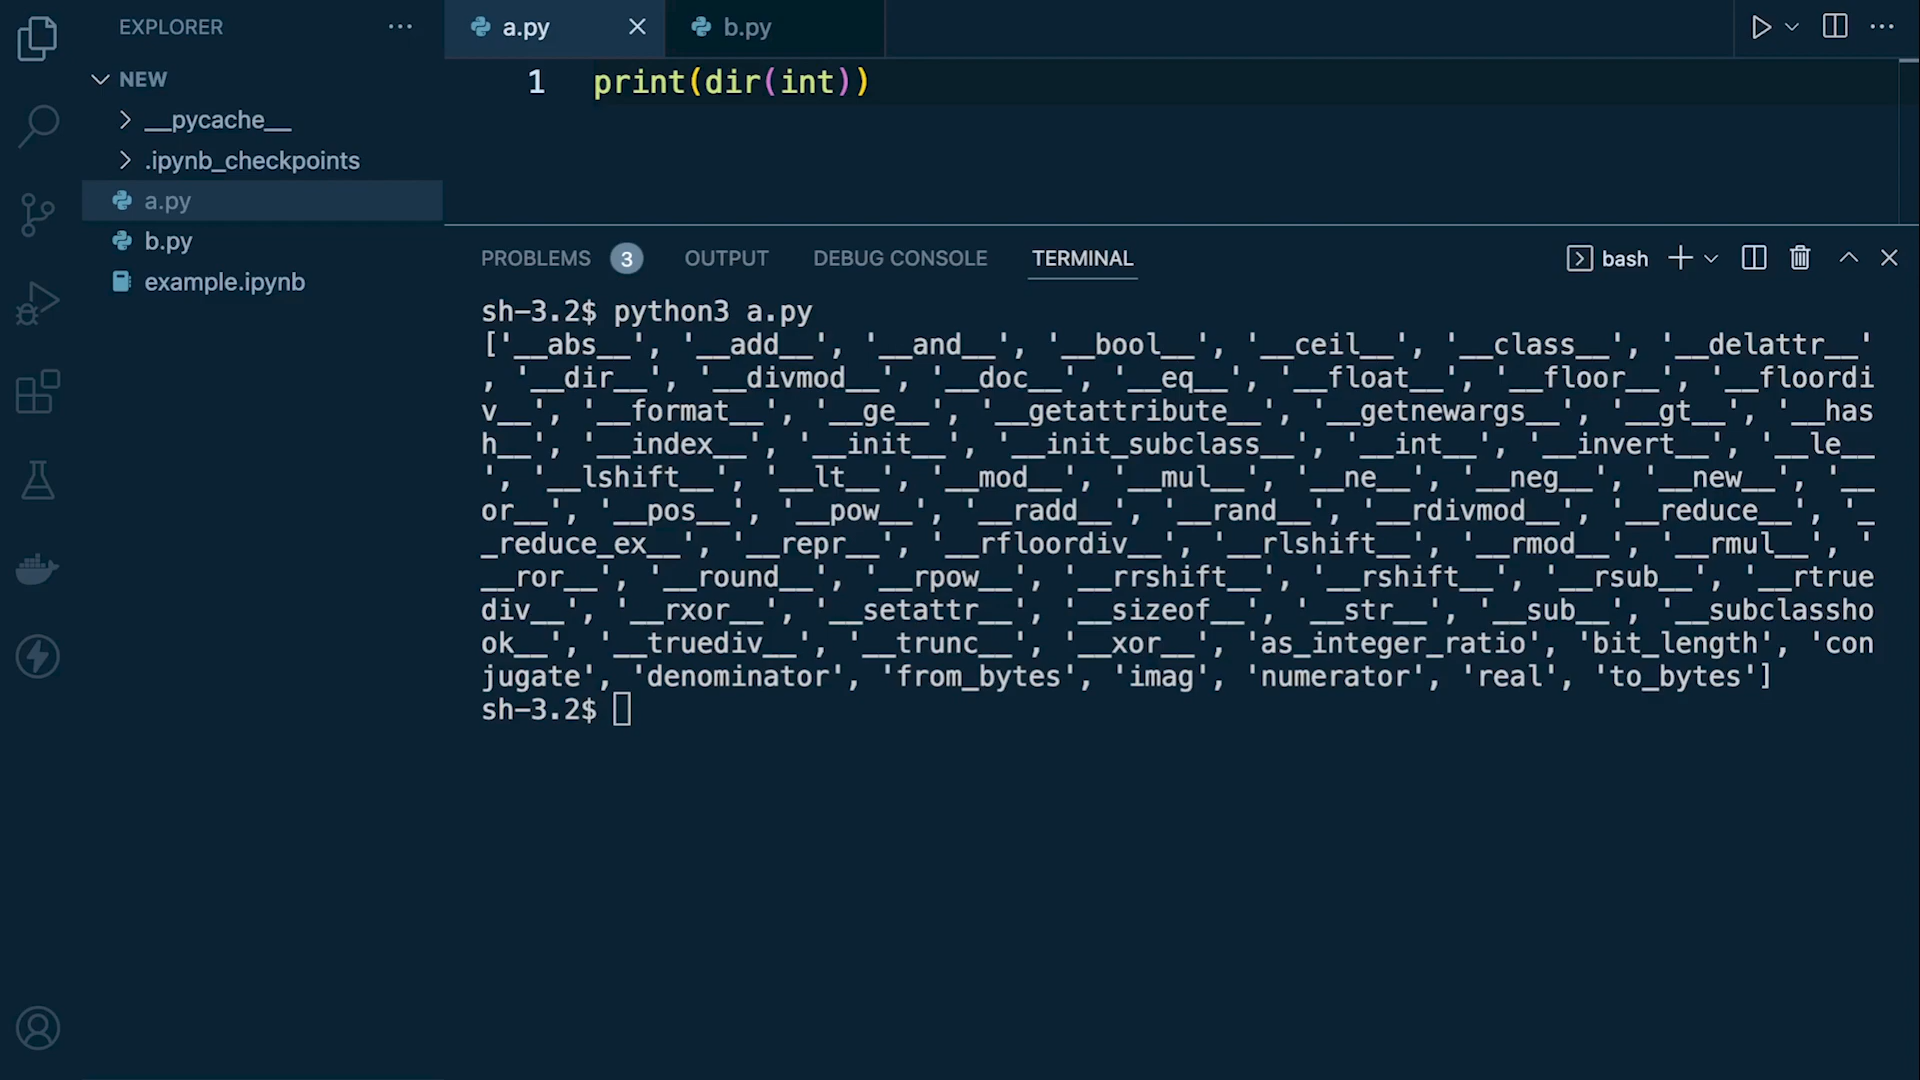 EXPLORER
NEW
__pycache__
.ipynb_checkpoints
a.py
b.py
example.ipynb
a.py
b.py
1 print(dir(int))
PROBLEMS 3 OUTPUT DEBUG CONSOLE TERMINAL bash
sh-3.2$ python3 a.py
['__abs__', '__add__', '__and__', '__bool__', '__ceil__', '__class__', '__delattr__'
, '__dir__', '__divmod__', '__doc__', '__eq__', '__float__', '__floor__', '__floordi
v__', '__format__', '__ge__', '__getattribute__', '__getnewargs__', '__gt__', '__has
h__', '__index__', '__init__', '__init_subclass__', '__int__', '__invert__', '__le__
', '__lshift__', '__lt__', '__mod__', '__mul__', '__ne__', '__neg__', '__new__', '__
or__', '__pos__', '__pow__', '__radd__', '__rand__', '__rdivmod__', '__reduce__', '_
_reduce_ex__', '__repr__', '__rfloordiv__', '__rlshift__', '__rmod__', '__rmul__', '
__ror__', '__round__', '__rpow__', '__rrshift__', '__rshift__', '__rsub__', '__rtrue
div__', '__rxor__', '__setattr__', '__sizeof__', '__str__', '__sub__', '__subclassho
ok__', '__truediv__', '__trunc__', '__xor__', 'as_integer_ratio', 'bit_length', 'con
jugate', 'denominator', 'from_bytes', 'imag', 'numerator', 'real', 'to_bytes']
sh-3.2$